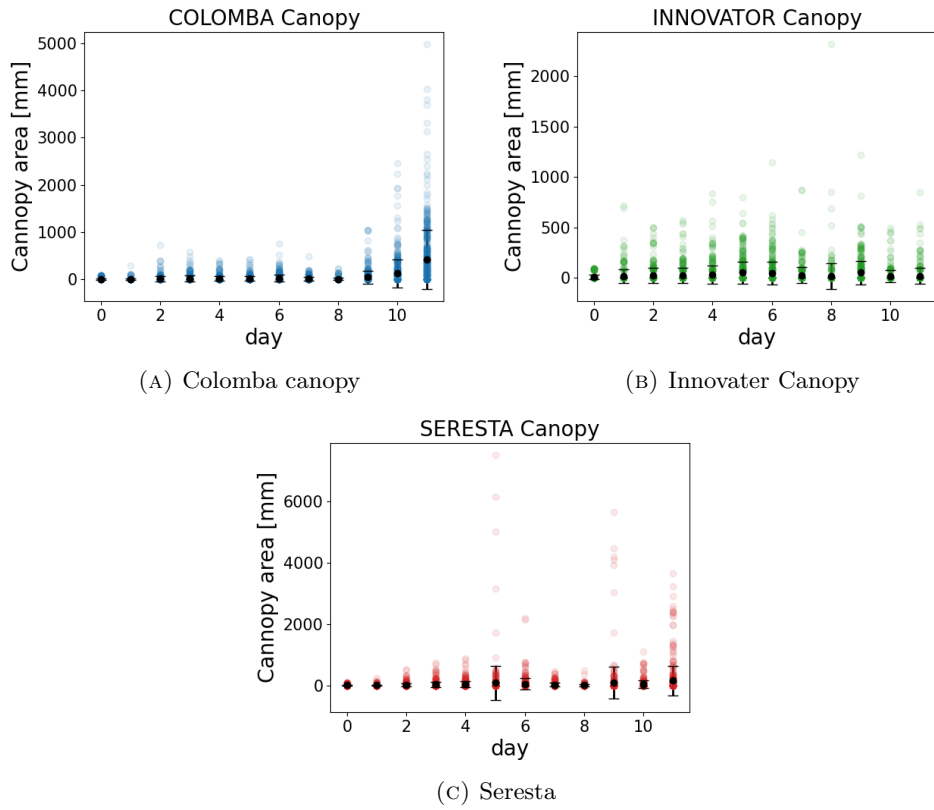 COLOMBA Canopy
Cannopy area [mm]
5000
4000
3000
2000
1000
0
0 2 4 6 8 10
day
(A) Colomba canopy
INNOVATOR Canopy
Cannopy area [mm]
2000
1500
1000
500
0
0 2 4 6 8 10
day
(B) Innovater Canopy
SERESTA Canopy
Cannopy area [mm]
6000
4000
2000
0
0 2 4 6 8 10
day
(C) Seresta